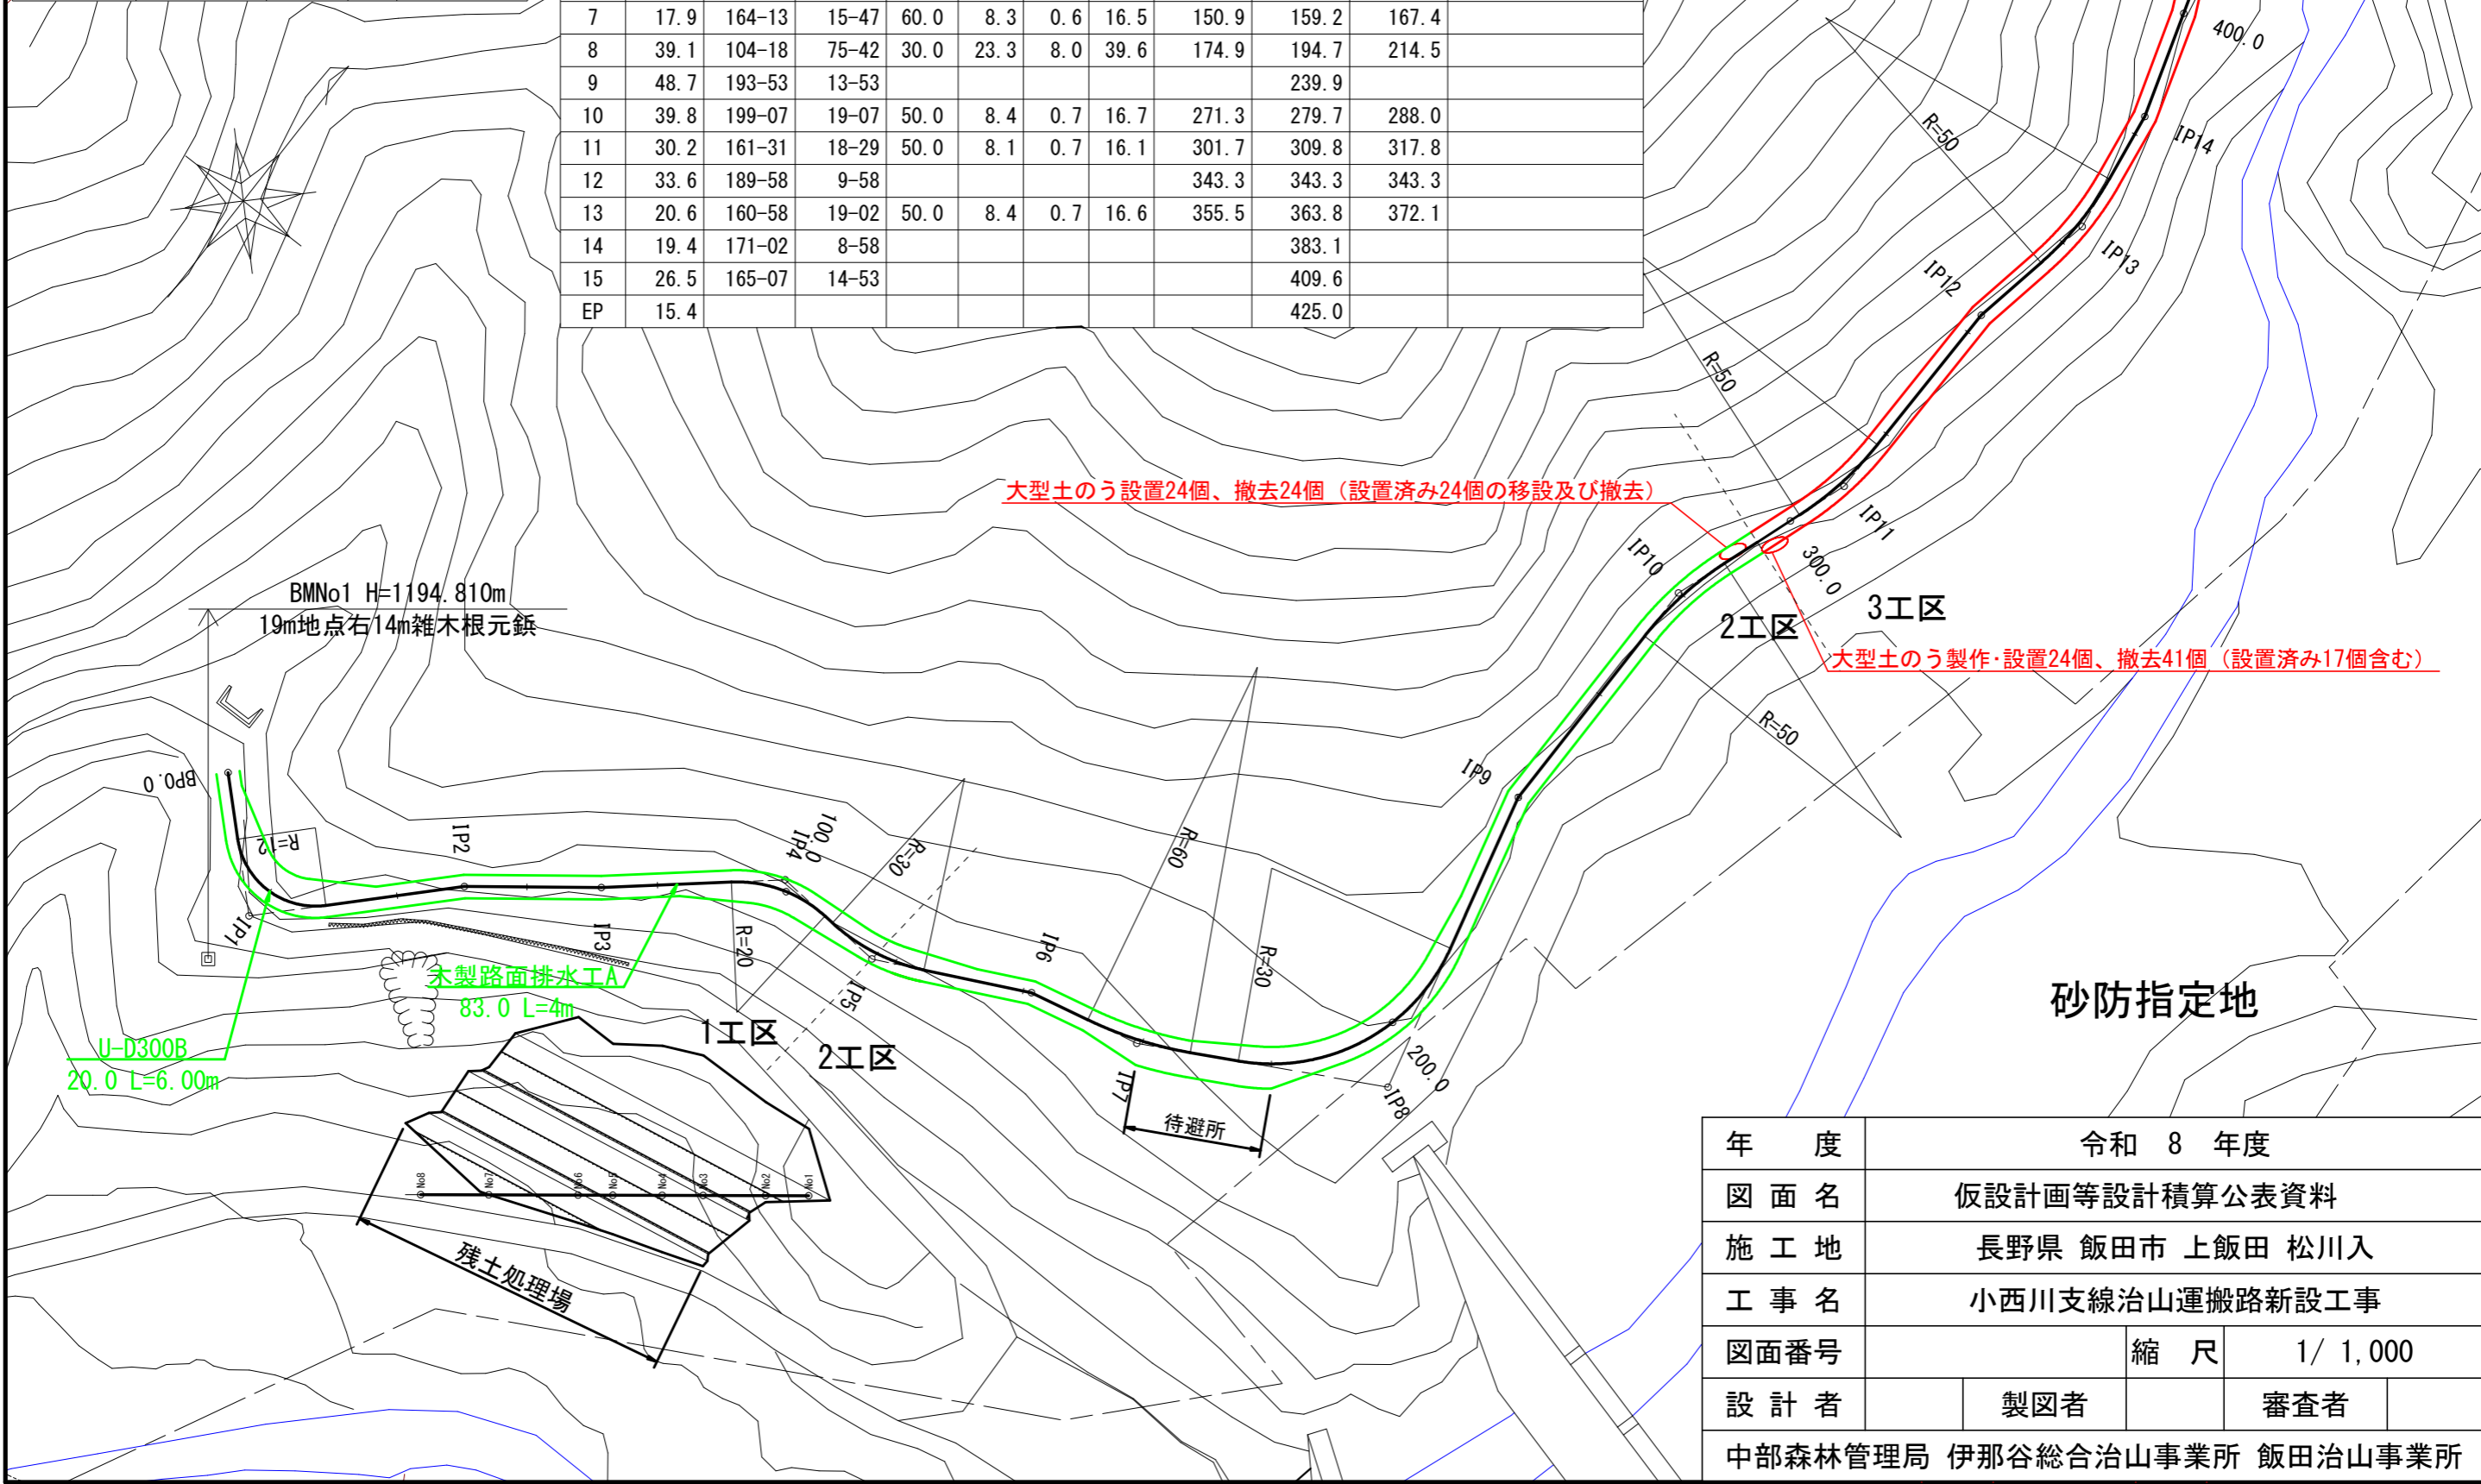 7 17.9 164-13 15-47 60.0 8.3 0.6 16.5 150.9 159.2 167.4
8 39.1 104-18 75-42 30.0 23.3 8.0 39.6 174.9 194.7 214.5
9 48.7 193-53 13-53 239.9
10 39.8 199-07 19-07 50.0 8.4 0.7 16.7 271.3 279.7 288.0
11 30.2 161-31 18-29 50.0 8.1 0.7 16.1 301.7 309.8 317.8
12 33.6 189-58 9-58 343.3 343.3 343.3
13 20.6 160-58 19-02 50.0 8.4 0.7 16.6 355.5 363.8 372.1
14 19.4 171-02 8-58 383.1
15 26.5 165-07 14-53 409.6
EP 15.4 425.0
400.0
R=50
IP14
IP13
IP12
R=50
大型土のう設置24個、撤去24個（設置済み24個の移設及び撤去）
IP11
IP10
300.0
3工区
2工区
大型土のう製作・設置24個、撤去41個（設置済み17個含む）
R=50
BMNo1 H=1194.810m
19m地点右14m雑木根元鋲
IP9
BP0.0
R=12
IP2
100.0
IP4
R=30
R=60
IP1
IP3
R=20
IP6
R=30
木製路面排水工A
83.0 L=4m
IP5
砂防指定地
1工区
2工区
U-D300B
20.0 L=6.00m
200.0
IP7
IP8
待避所
No8
No7
No6
No5
No4
No3
No2
No1
残土処理場
年 度 令和 8 年度
図面名 仮設計画等設計積算公表資料
施工地 長野県 飯田市 上飯田 松川入
工事名 小西川支線治山運搬路新設工事
図面番号 縮 尺 1/ 1,000
設計者 製図者 審査者
中部森林管理局 伊那谷総合治山事業所 飯田治山事業所